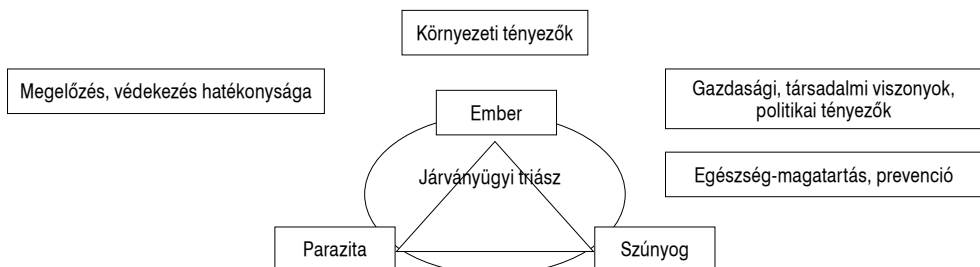 Környezeti tényezők
Megelőzés, védekezés hatékonysága
Gazdasági, társadalmi viszonyok,
politikai tényezők
Ember
Járványügyi triász
Egészség-magatartás, prevenció
Parazita
Szúnyog